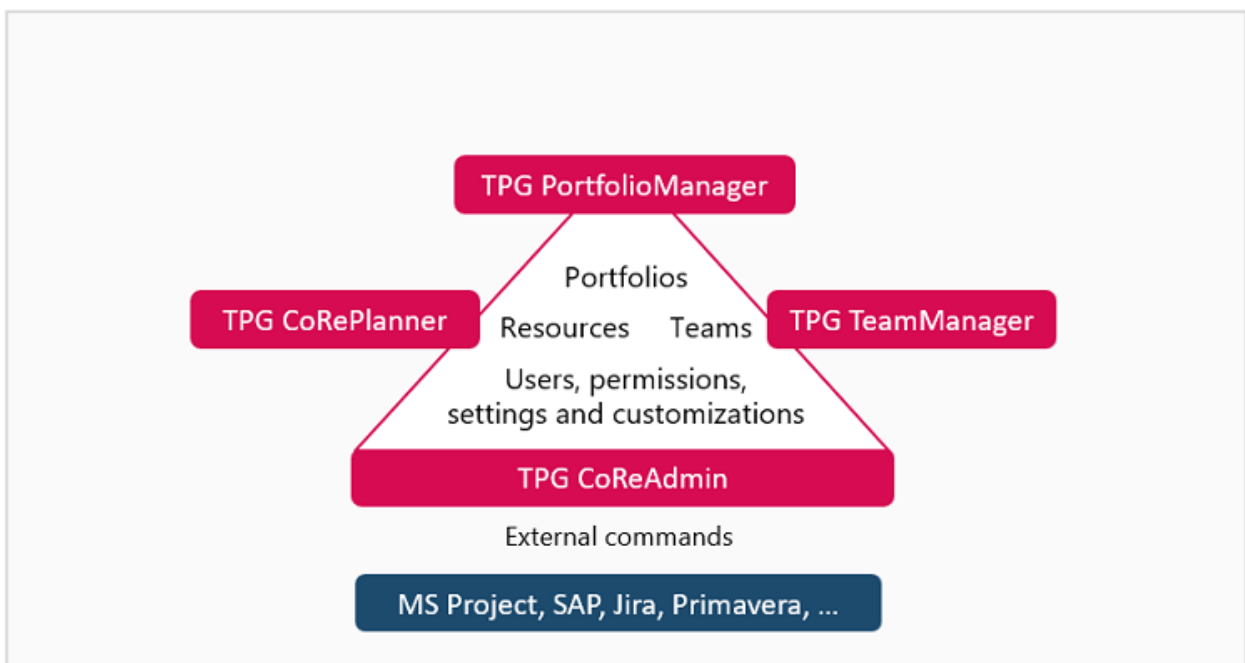 TPG PortfolioManager
Portfolios
TPG CoRePlanner
Resources
Teams
TPG TeamManager
Users, permissions,
settings and customizations
TPG CoReAdmin
External commands
MS Project, SAP, Jira, Primavera, ...